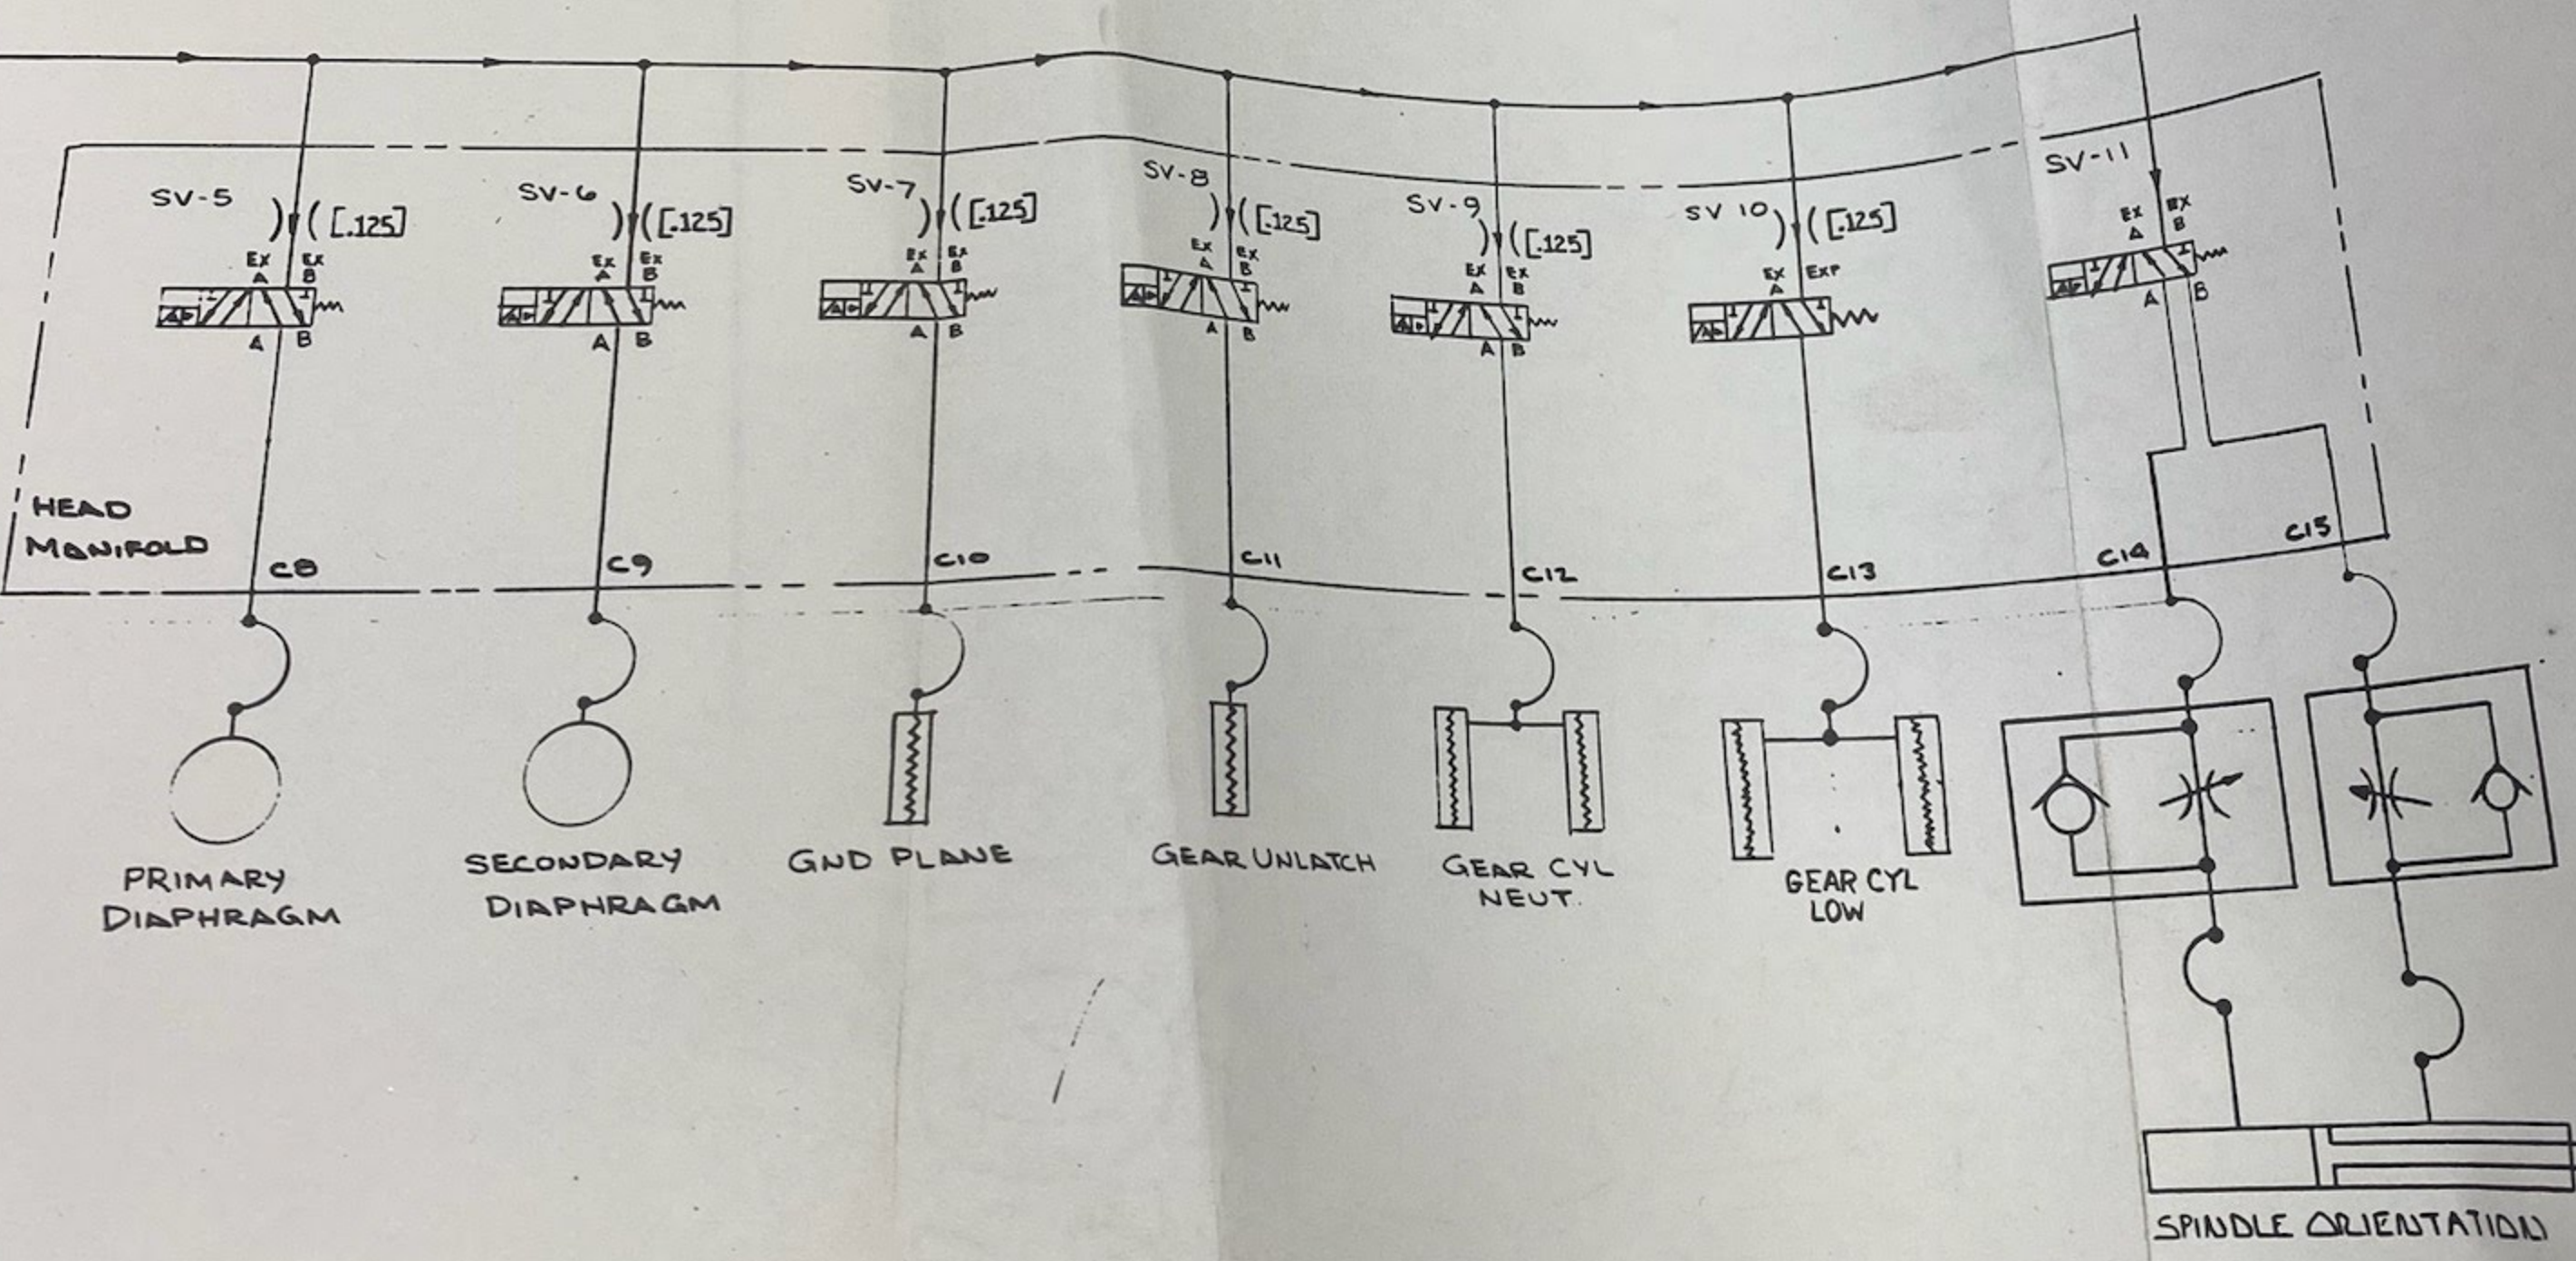 SV-5
[.125]
SV-6
[.125]
SV-7
[.125]
SV-8
[.125]
SV-9
[.125]
SV 10
[.125]
SV-11
EX EX
A B
A B
EX EX
A B
A B
EX EX
A B
A B
EX EX
A B
A B
EX EX
A B
A B
EX EXP
A
EX EX
A B
A B
HEAD
MANIFOLD
C8
C9
C10
C11
C12
C13
C14
C15
PRIMARY
DIAPHRAGM
SECONDARY
DIAPHRAGM
GND PLANE
GEAR UNLATCH
GEAR CYL
NEUT.
GEAR CYL
LOW
SPINDLE ORIENTATION